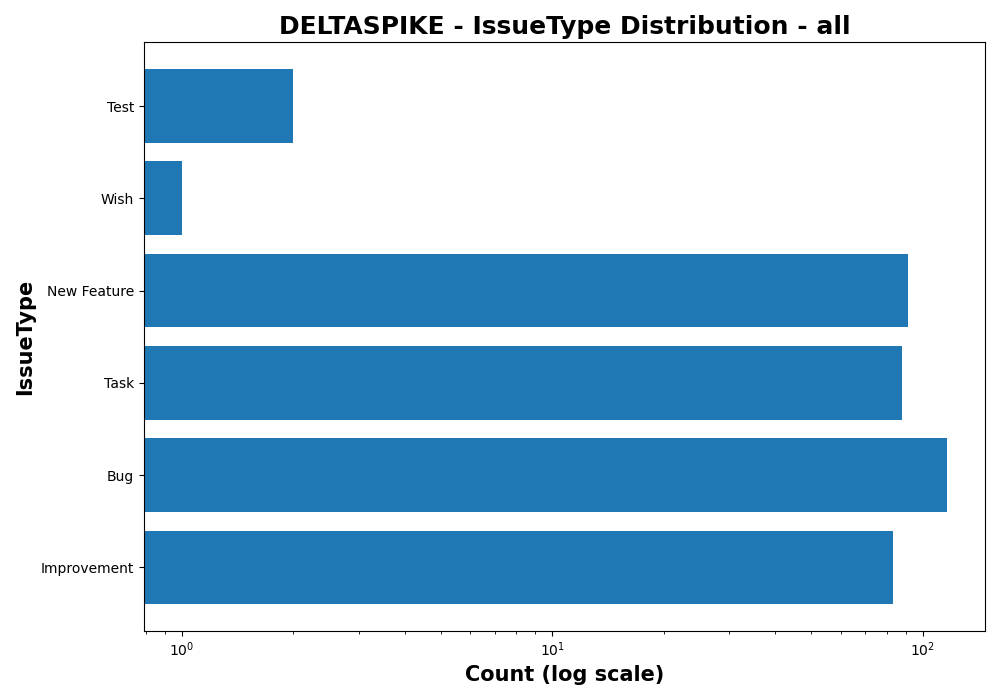 DELTASPIKE - IssueType Distribution - all
IssueType
Test
Wish
New Feature
Task
Bug
Improvement
10⁰
10¹
10²
Count (log scale)